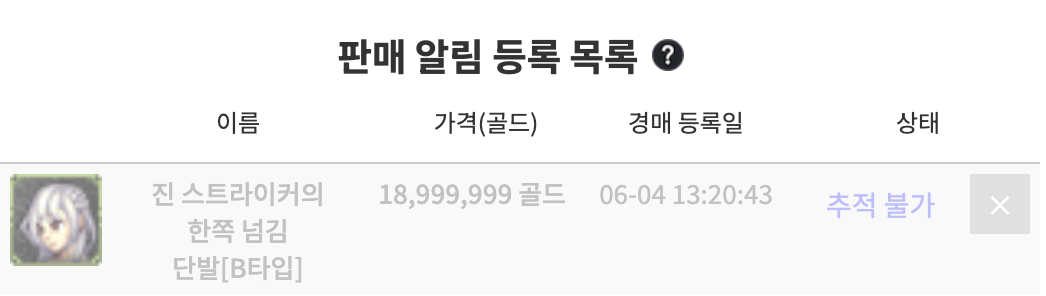 판매 알림 등록 목록 ?
이름 가격(골드) 경매 등록일 상태
진 스트라이커의 18,999,999 골드 06-04 13:20:43 추적 불가
한쪽 넘김
단발[B타입]